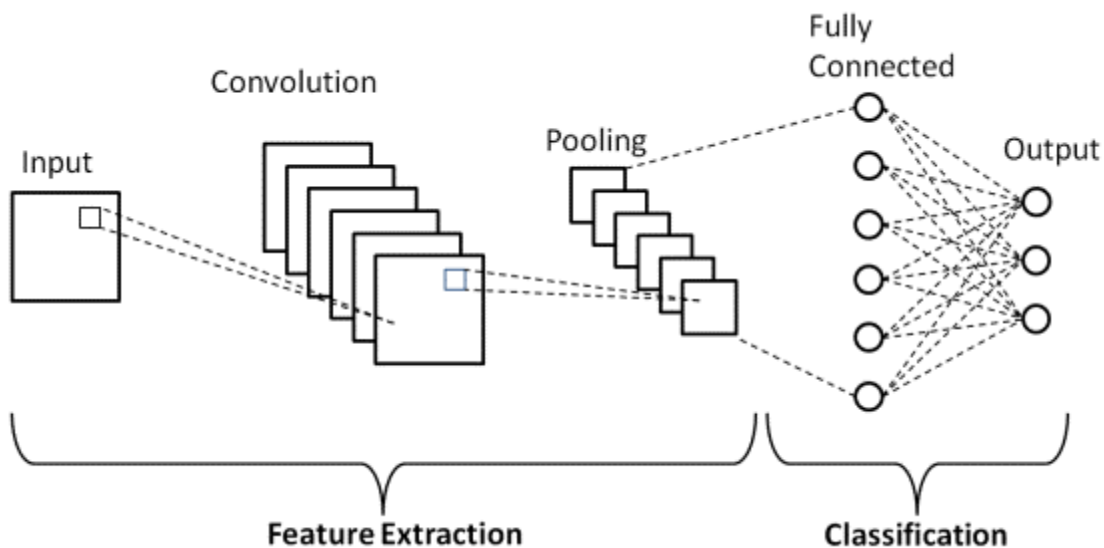 Input
Convolution
Pooling
Fully
Connected
Output
Feature Extraction
Classification